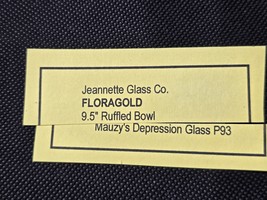 Jeannette Glass Co.
FLORAGOLD
9.5" Ruffled Bowl
Mauzy's Depression Glass P93